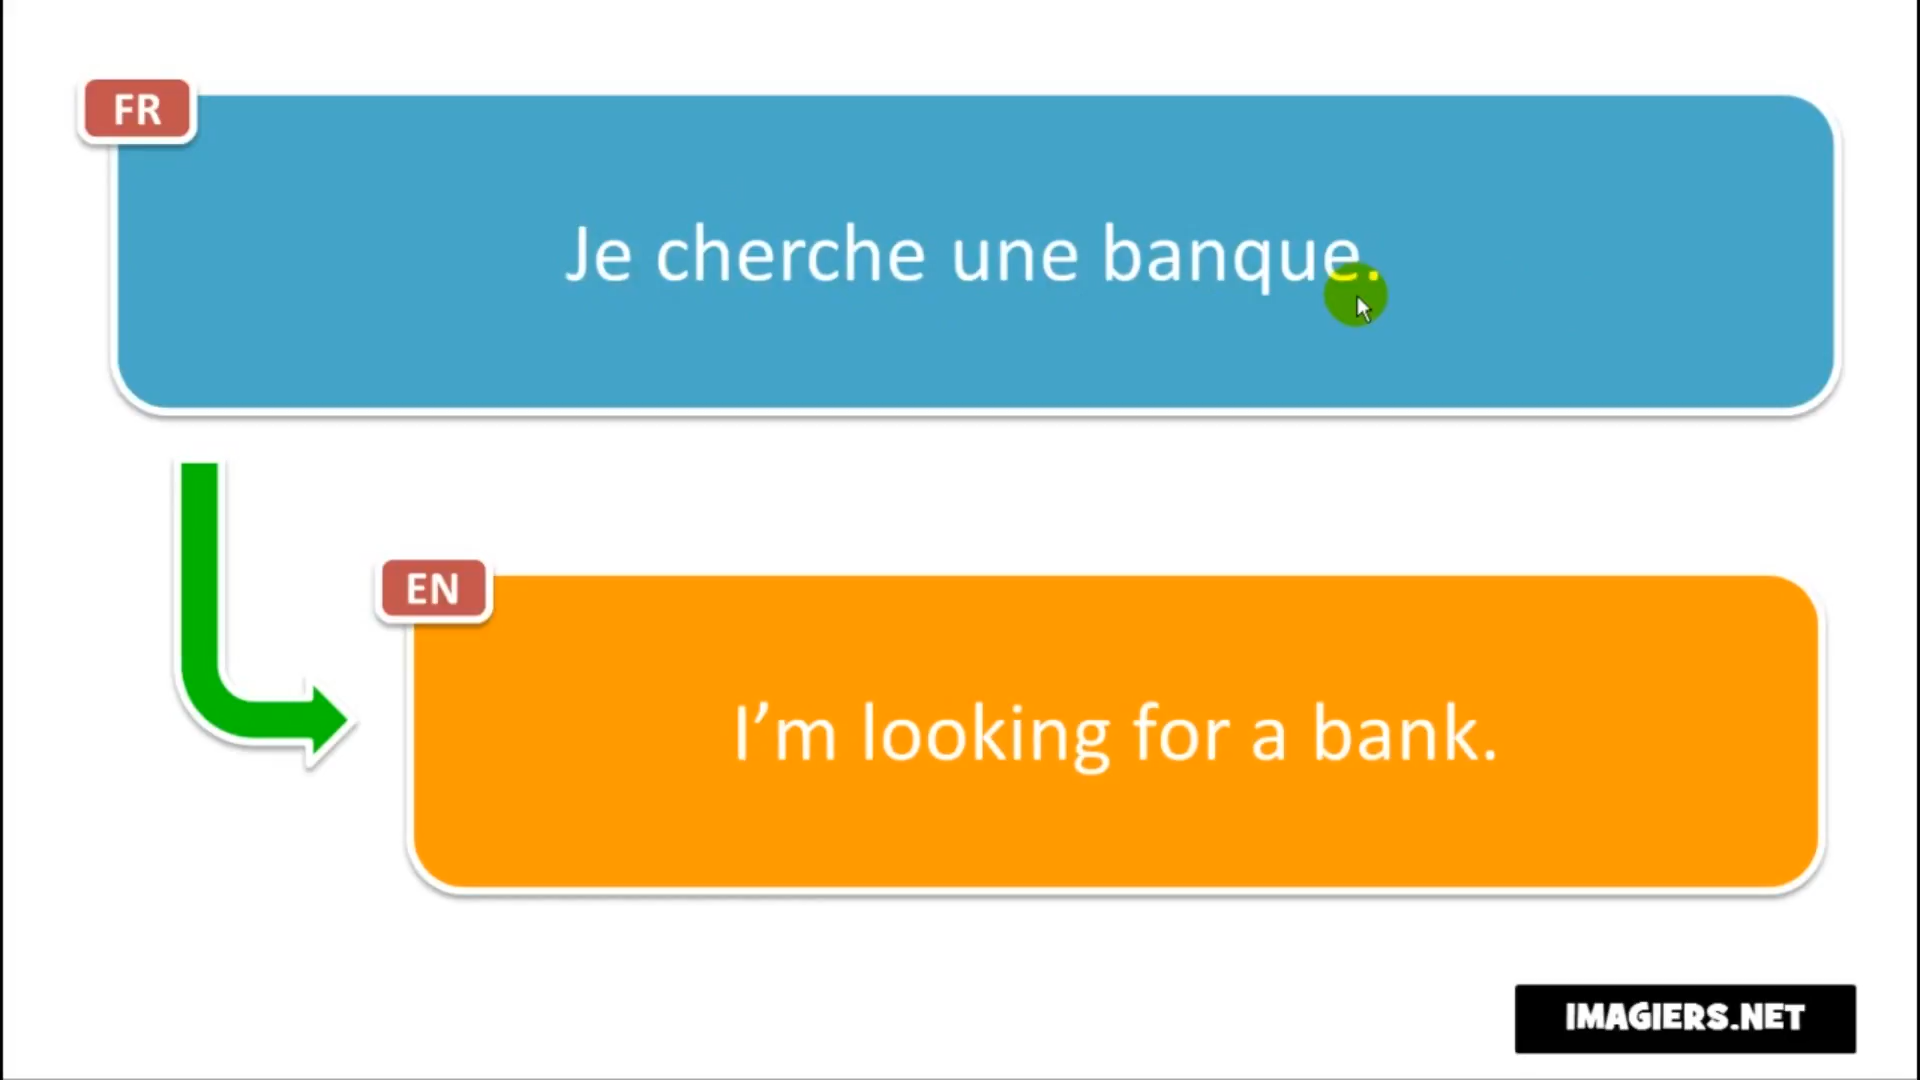 FR
Je cherche une banque.
EN
I’m looking for a bank.
IMAGIERS.NET